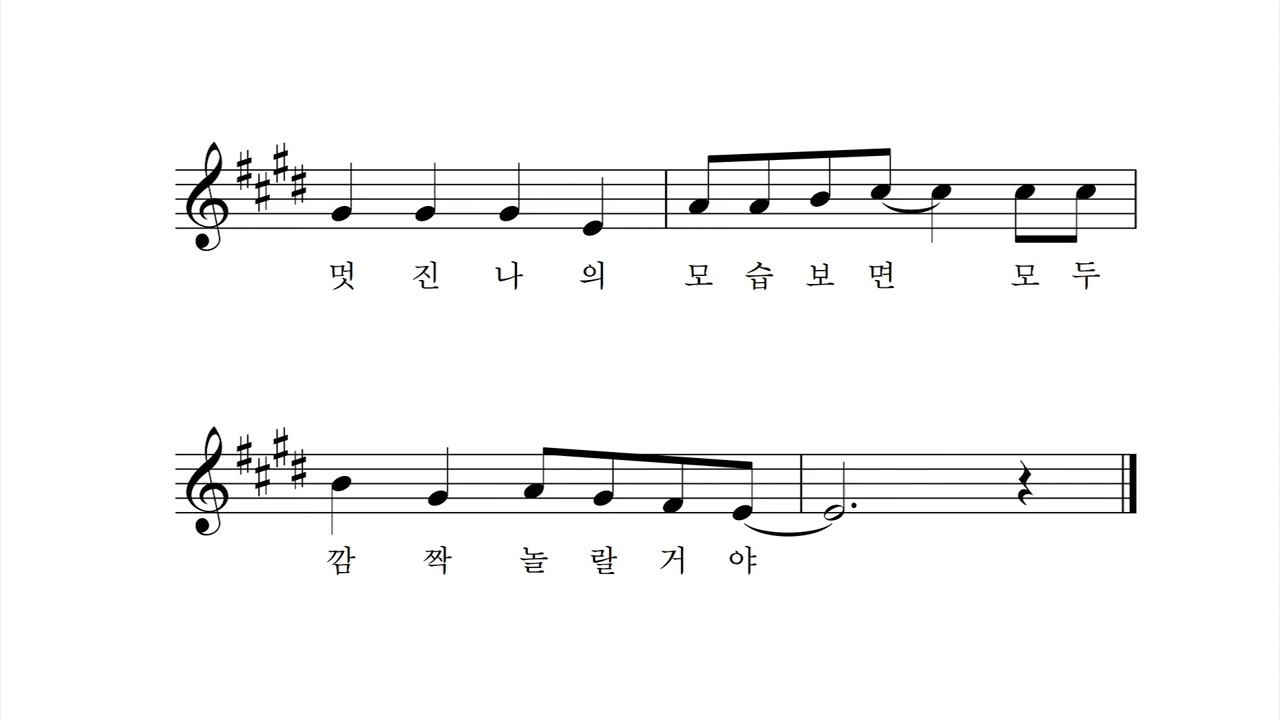 멋 진 나 의 모 습 보 면 모 두
깜 짝 놀 랄 거 야